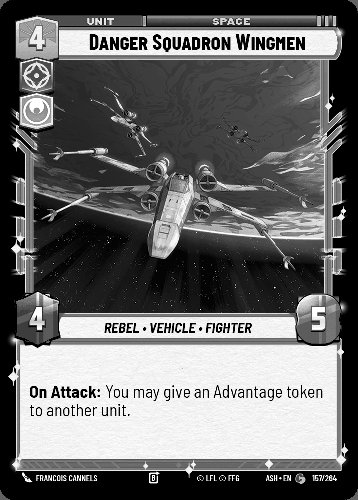 UNIT
SPACE
4
DANGER SQUADRON WINGMEN
4
REBEL • VEHICLE • FIGHTER
5
On Attack: You may give an Advantage token
to another unit.
FRANCOIS CANNELS
© LFL © FFG
ASH • EN
157/264